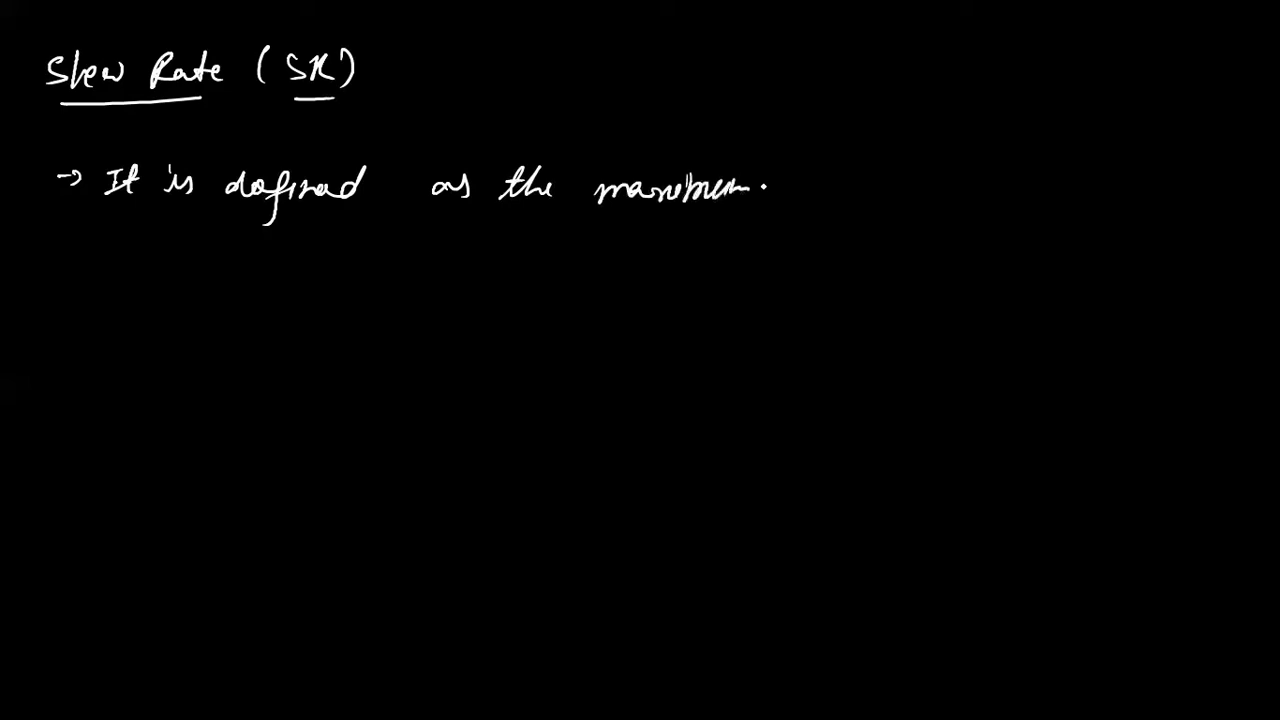 Slew Rate (SR)
→ It is defined as the maximum.